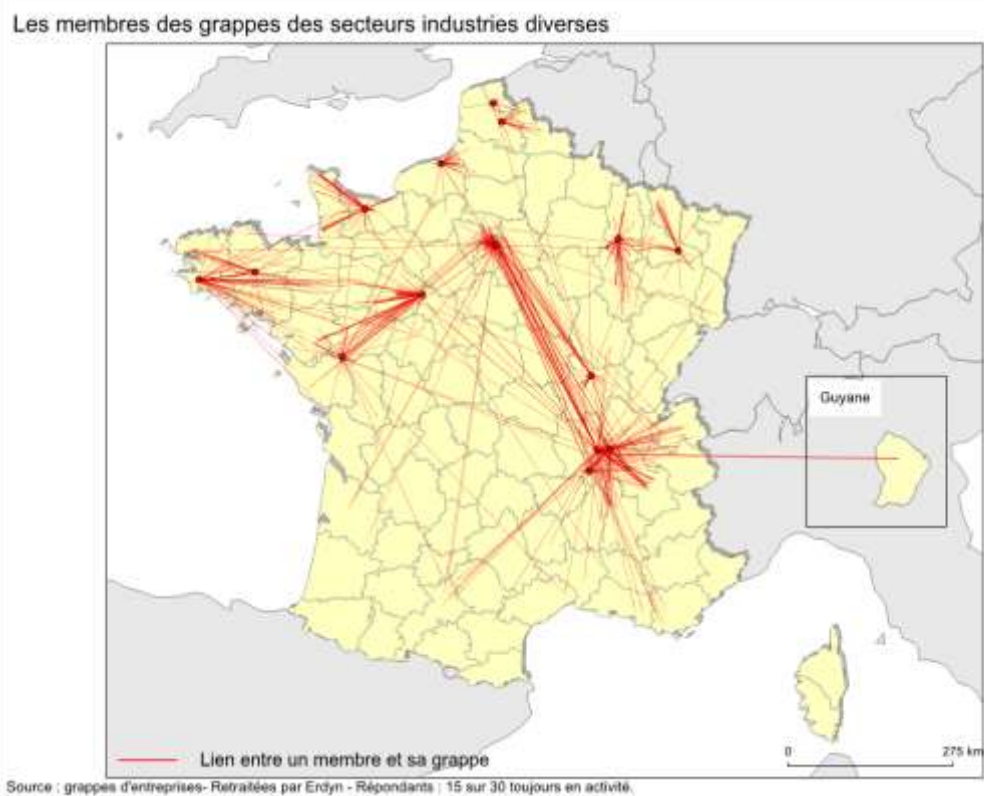 Les membres des grappes des secteurs industries diverses
Guyane
Lien entre un membre et sa grappe
0 275 km
Source : grappes d'entreprises- Retraitées par Erdyn - Répondants : 15 sur 30 toujours en activité.